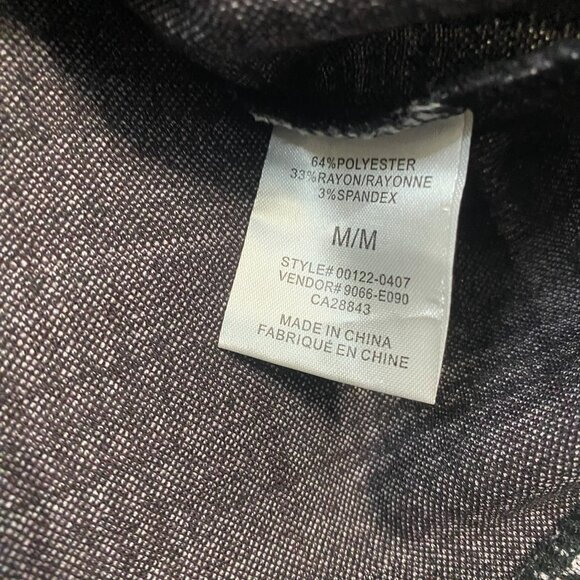 64%POLYESTER
33%RAYON/RAYONNE
3%SPANDEX
M/M
STYLE# 00122-0407
VENDOR# 9066-E090
CA28843
MADE IN CHINA
FABRIQUÉ EN CHINE